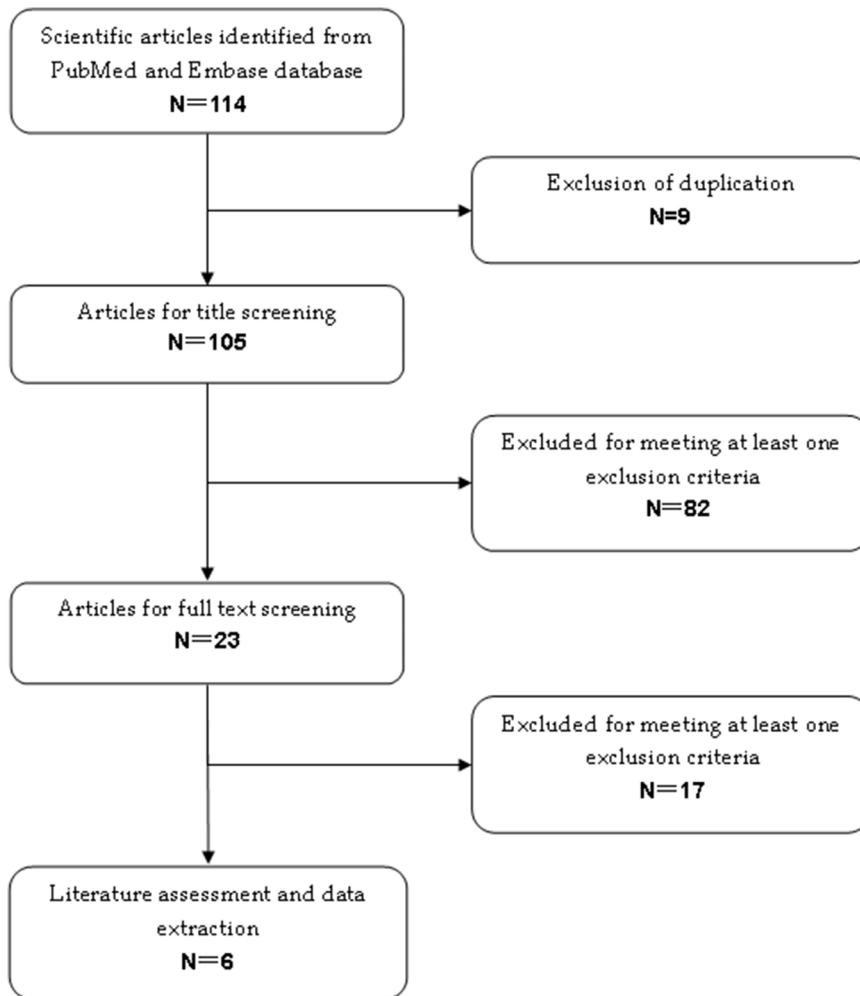 Scientific articles identified from
PubMed and Embase database
N＝114
Exclusion of duplication
N=9
Articles for title screening
N＝105
Excluded for meeting at least one
exclusion criteria
N＝82
Articles for full text screening
N＝23
Excluded for meeting at least one
exclusion criteria
N＝17
Literature assessment and data
extraction
N＝6